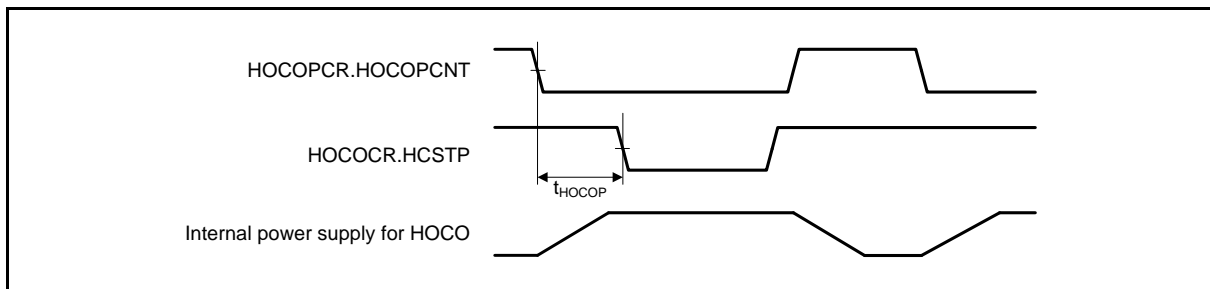 HOCOPCR.HOCOPCNT
HOCOCR.HCSTP
tHOCOP
Internal power supply for HOCO